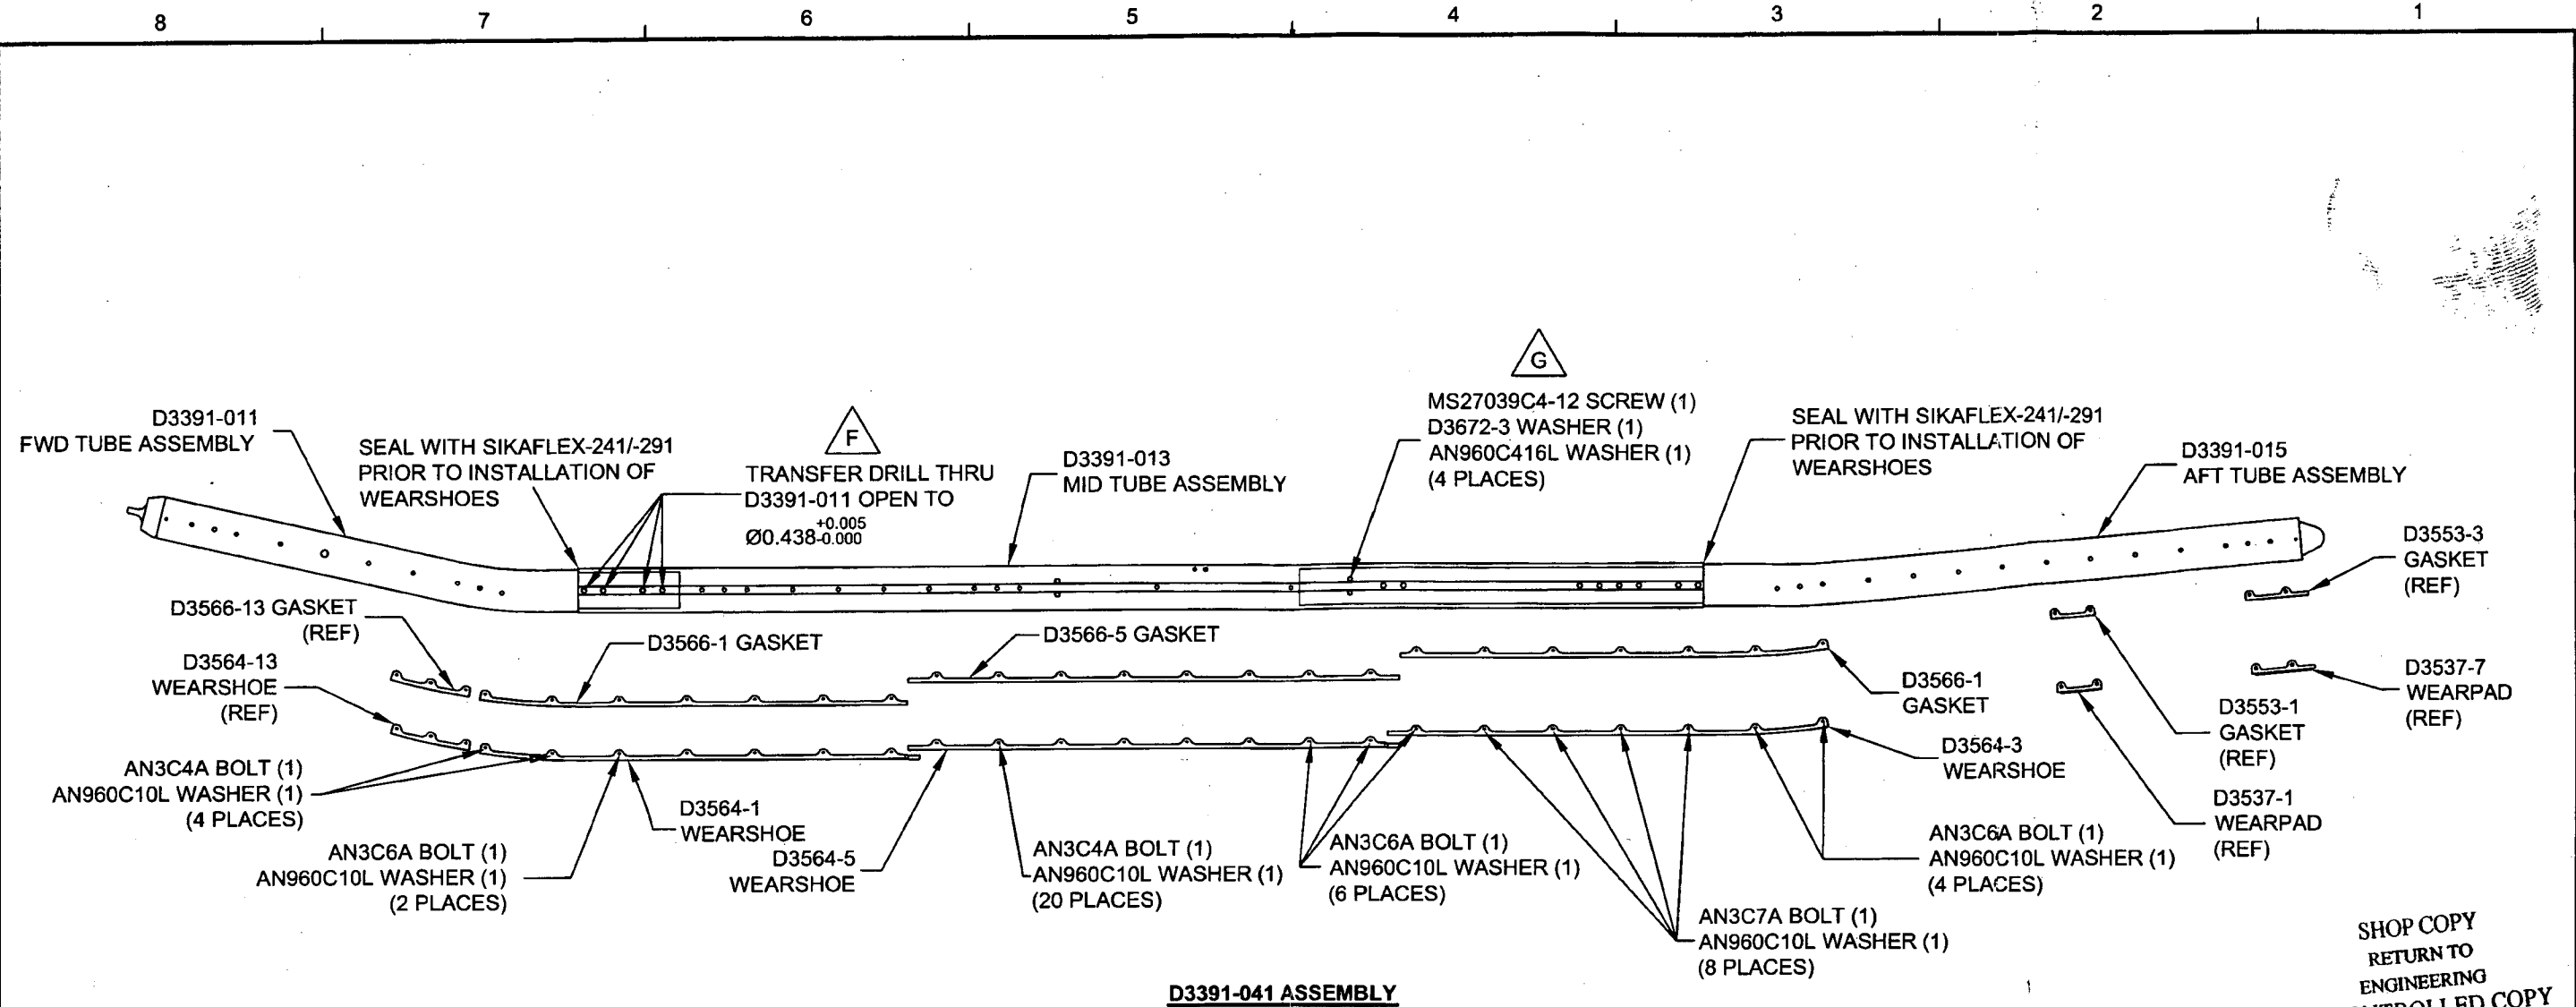 8 7 6 5 4 3 2 1
G
MS27039C4-12 SCREW (1)
D3672-3 WASHER (1)
AN960C416L WASHER (1)
(4 PLACES)
D3391-011
FWD TUBE ASSEMBLY
SEAL WITH SIKAFLEX-241/-291
PRIOR TO INSTALLATION OF
WEARSHOES
F
TRANSFER DRILL THRU
D3391-011 OPEN TO
Ø0.438+0.005
-0.000
D3391-013
MID TUBE ASSEMBLY
SEAL WITH SIKAFLEX-241/-291
PRIOR TO INSTALLATION OF
WEARSHOES
D3391-015
AFT TUBE ASSEMBLY
D3553-3
GASKET
(REF)
D3566-13 GASKET
(REF)
D3566-1 GASKET
D3566-5 GASKET
D3564-13
WEARSHOE
(REF)
D3566-1
GASKET
D3537-7
WEARPAD
(REF)
D3553-1
GASKET
(REF)
D3564-3
WEARSHOE
AN3C4A BOLT (1)
AN960C10L WASHER (1)
(4 PLACES)
D3564-1
WEARSHOE
D3537-1
WEARPAD
(REF)
AN3C6A BOLT (1)
AN960C10L WASHER (1)
(2 PLACES)
D3564-5
WEARSHOE
AN3C4A BOLT (1)
AN960C10L WASHER (1)
(20 PLACES)
AN3C6A BOLT (1)
AN960C10L WASHER (1)
(6 PLACES)
AN3C6A BOLT (1)
AN960C10L WASHER (1)
(4 PLACES)
AN3C7A BOLT (1)
AN960C10L WASHER (1)
(8 PLACES)
SHOP COPY
RETURN TO
ENGINEERING
COPY
D3391-041 ASSEMBLY